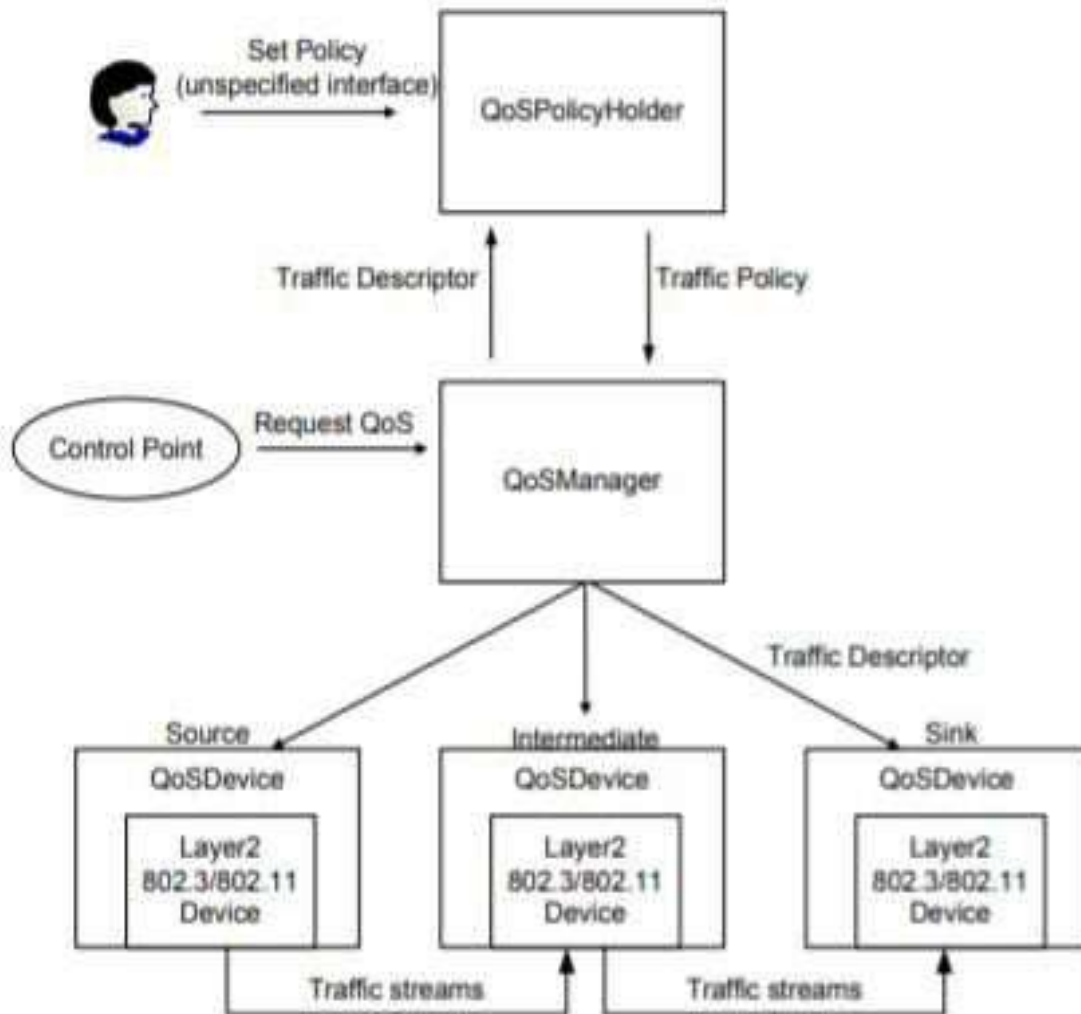 Set Policy
(unspecified interface)
QoSPolicyHolder
Traffic Descriptor
Traffic Policy
Control Point
Request QoS
QoSManager
Traffic Descriptor
Source
Intermediate
Sink
QoSDevice
QoSDevice
QoSDevice
Layer2
802.3/802.11
Device
Layer2
802.3/802.11
Device
Layer2
802.3/802.11
Device
Traffic streams
Traffic streams